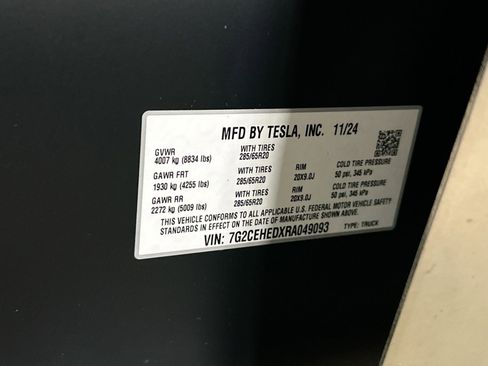 MFD BY TESLA, INC. 11/24
GVWR WITH TIRES
4007 kg (8834 lbs) 285/65R20
GAWR FRT WITH TIRES RIM COLD TIRE PRESSURE
1930 kg (4255 lbs) 285/65R20 20X9.0J 50 psi, 345 kPa
GAWR RR WITH TIRES RIM COLD TIRE PRESSURE
2272 kg (5009 lbs) 285/65R20 20X9.0J 50 psi, 345 kPa
THIS VEHICLE CONFORMS TO ALL APPLICABLE U.S. FEDERAL MOTOR VEHICLE SAFETY
STANDARDS IN EFFECT ON THE DATE OF MANUFACTURE SHOWN ABOVE.
VIN: 7G2CEHEDXRA049093 TYPE: TRUCK